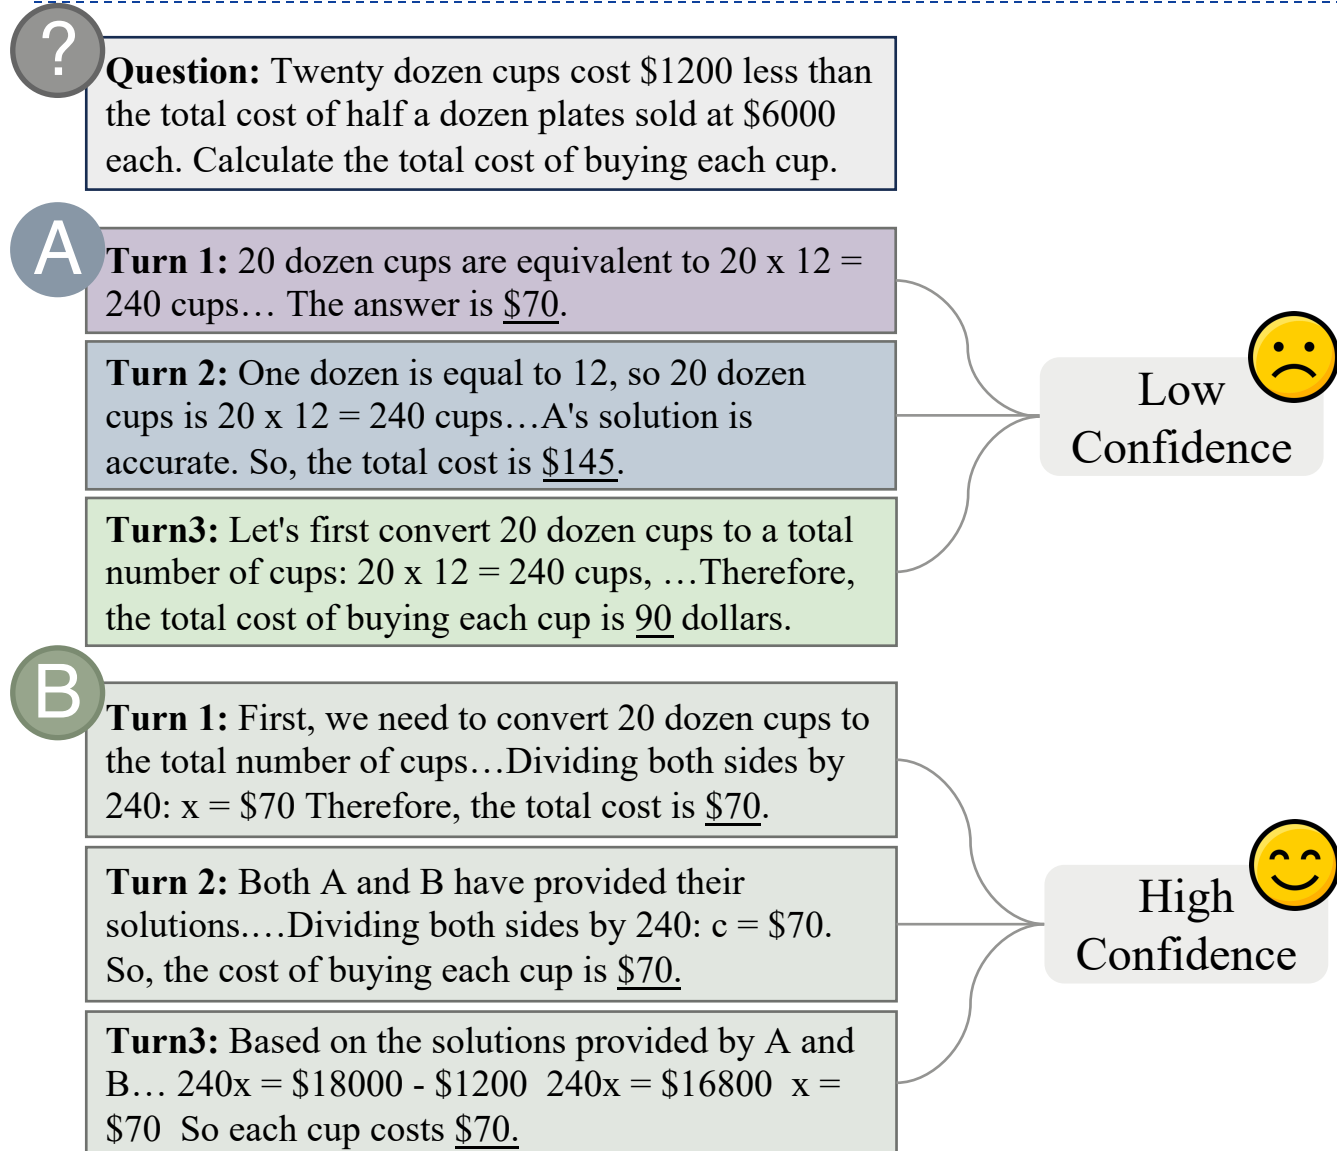 ?
Question: Twenty dozen cups cost $1200 less than
the total cost of half a dozen plates sold at $6000
each. Calculate the total cost of buying each cup.
A
Turn 1: 20 dozen cups are equivalent to 20 x 12 =
240 cups… The answer is $70.
Turn 2: One dozen is equal to 12, so 20 dozen
cups is 20 x 12 = 240 cups…A's solution is
accurate. So, the total cost is $145.
Turn3: Let's first convert 20 dozen cups to a total
number of cups: 20 x 12 = 240 cups, …Therefore,
the total cost of buying each cup is 90 dollars.
Low
Confidence
B
Turn 1: First, we need to convert 20 dozen cups to
the total number of cups…Dividing both sides by
240: x = $70 Therefore, the total cost is $70.
Turn 2: Both A and B have provided their
solutions.…Dividing both sides by 240: c = $70.
So, the cost of buying each cup is $70.
Turn3: Based on the solutions provided by A and
B… 240x = $18000 - $1200  240x = $16800  x =
$70  So each cup costs $70.
High
Confidence